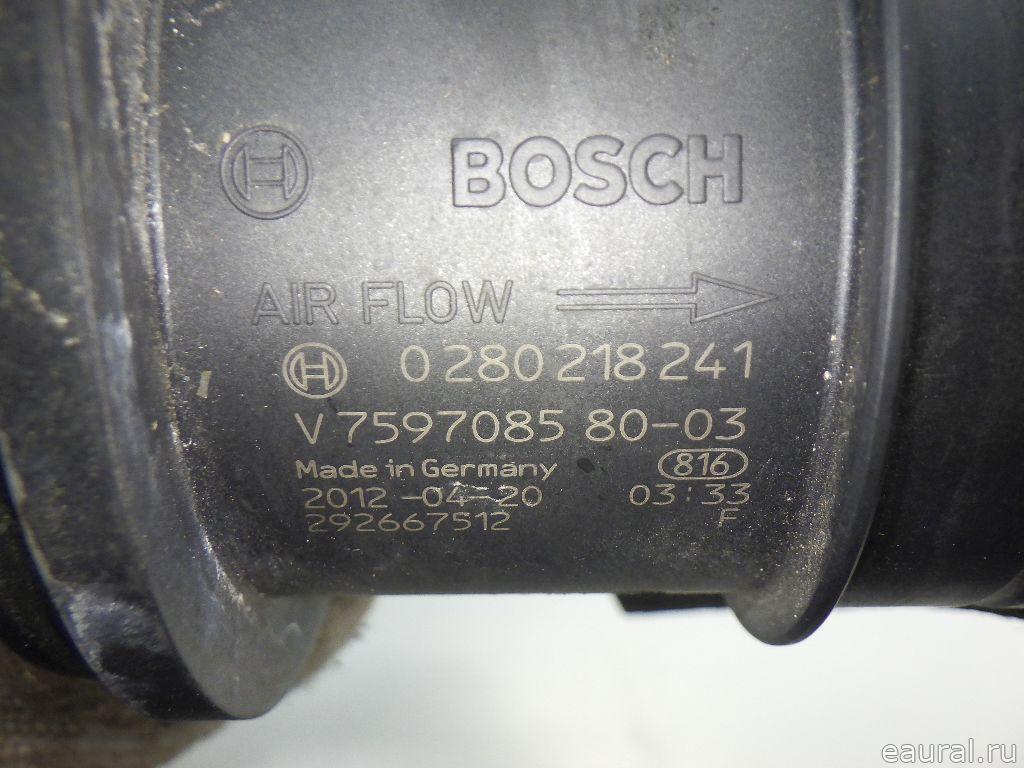 BOSCH
AIR FLOW
0 280 218 241
V 7597085 80-03
Made in Germany 816
2012-04-20 03:33
292667512 F
eaural.ru